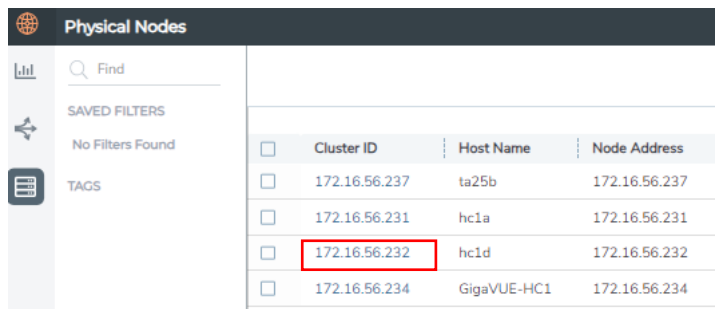 Physical Nodes
Find
SAVED FILTERS
No Filters Found
TAGS
Cluster ID Host Name Node Address
172.16.56.237 ta25b 172.16.56.237
172.16.56.231 hc1a 172.16.56.231
172.16.56.232 hc1d 172.16.56.232
172.16.56.234 GigaVUE-HC1 172.16.56.234